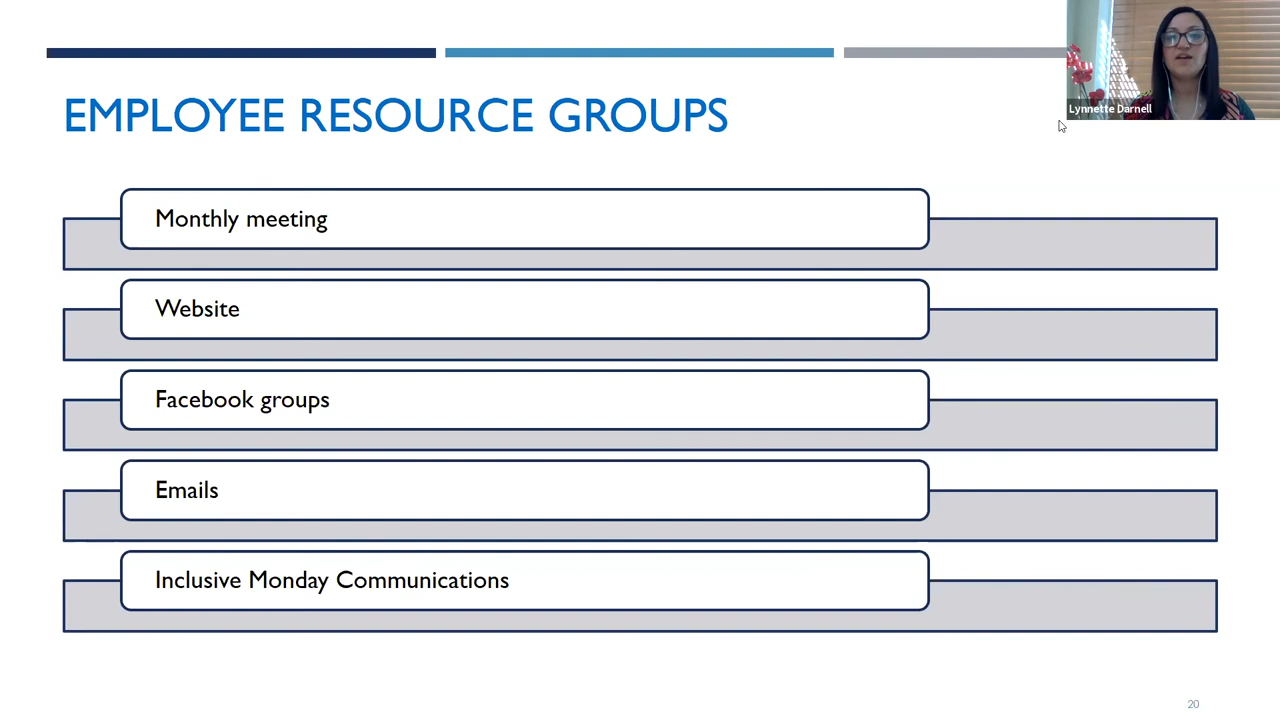 Lynnette Darnell
EMPLOYEE RESOURCE GROUPS
Monthly meeting
Website
Facebook groups
Emails
Inclusive Monday Communications
20